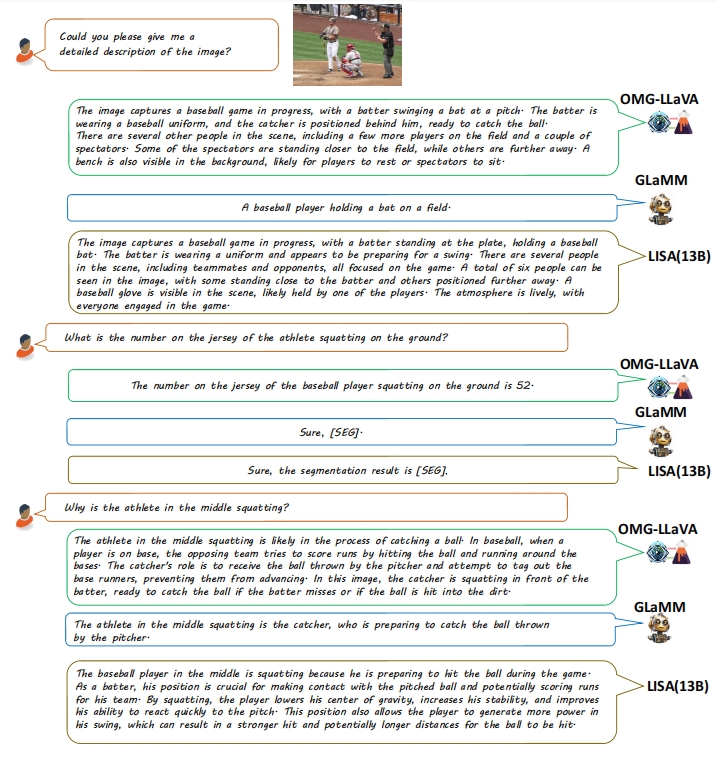 Could you please give me a
detailed description of the image?
OMG-LLaVA
The image captures a baseball game in progress, with a batter swinging a bat at a pitch. The batter is
wearing a baseball uniform, and the catcher is positioned behind him, ready to catch the ball.
There are several other people in the scene, including a few more players on the field and a couple of
spectators. Some of the spectators are standing closer to the field, while others are further away. A
bench is also visible in the background, likely for players to rest or spectators to sit.
GLaMM
A baseball player holding a bat on a field.
The image captures a baseball game in progress, with a batter standing at the plate, holding a baseball
bat. The batter is wearing a uniform and appears to be preparing for a swing. There are several people
in the scene, including teammates and opponents, all focused on the game. A total of six people can be
seen in the image, with some standing close to the batter and others positioned further away. A
baseball glove is visible in the scene, likely held by one of the players. The atmosphere is lively, with
everyone engaged in the game.
LISA(13B)
What is the number on the jersey of the athlete squatting on the ground?
OMG-LLaVA
The number on the jersey of the baseball player squatting on the ground is 52.
GLaMM
Sure, [SEG].
Sure, the segmentation result is [SEG].
LISA(13B)
Why is the athlete in the middle squatting?
OMG-LLaVA
The athlete in the middle squatting is likely in the process of catching a ball. In baseball, when a
player is on base, the opposing team tries to score runs by hitting the ball and running around the
bases. The catcher's role is to receive the ball thrown by the pitcher and attempt to tag out the
base runners, preventing them from advancing. In this image, the catcher is squatting in front of the
batter, ready to catch the ball if the batter misses or if the ball is hit into the dirt.
GLaMM
The athlete in the middle squatting is the catcher, who is preparing to catch the ball thrown
by the pitcher.
The baseball player in the middle is squatting because he is preparing to hit the ball during the game.
As a batter, his position is crucial for making contact with the pitched ball and potentially scoring runs
for his team. By squatting, the player lowers his center of gravity, increases his stability, and improves
his ability to react quickly to the pitch. This position also allows the player to generate more power in
his swing, which can result in a stronger hit and potentially longer distances for the ball to be hit.
LISA(13B)